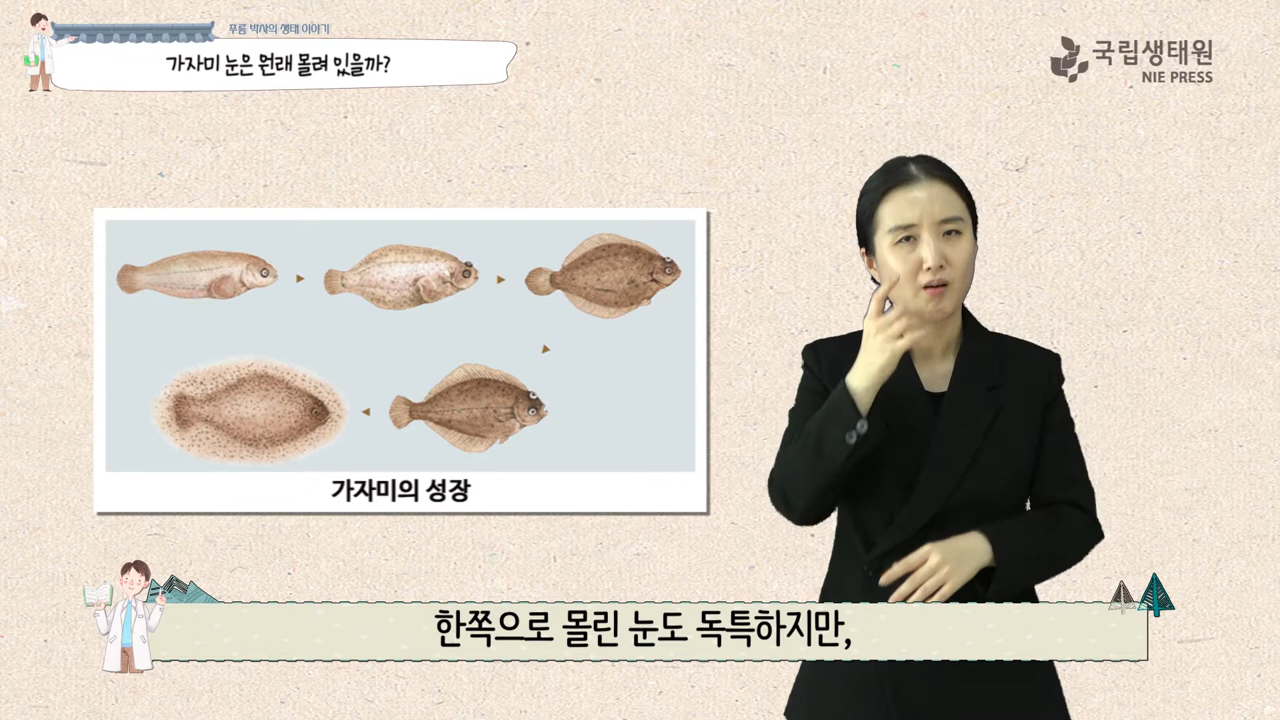 푸름 박사의 생태 이야기
가자미 눈은 원래 몰려 있을까?
국립생태원
NIE PRESS
가자미의 성장
한쪽으로 몰린 눈도 독특하지만,